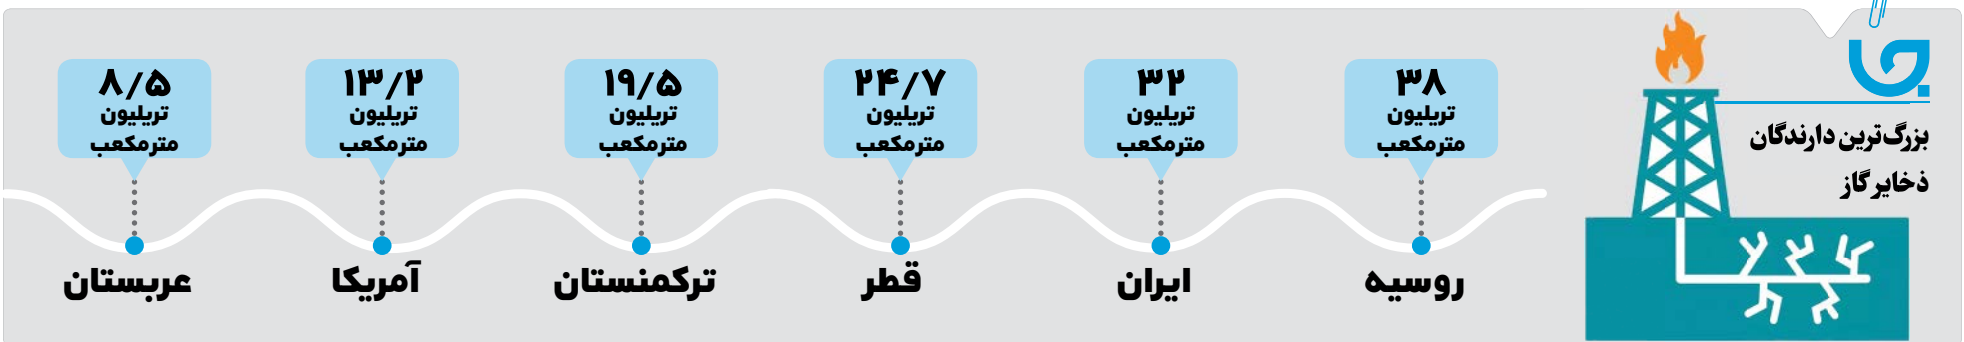 بزرگ‌ترین دارندگان
ذخایر گاز
۳۸
تریلیون
مترمکعب
روسیه
۳۲
تریلیون
مترمکعب
ایران
۲۴/۷
تریلیون
مترمکعب
قطر
۱۹/۵
تریلیون
مترمکعب
ترکمنستان
۱۳/۲
تریلیون
مترمکعب
آمریکا
۸/۵
تریلیون
مترمکعب
عربستان